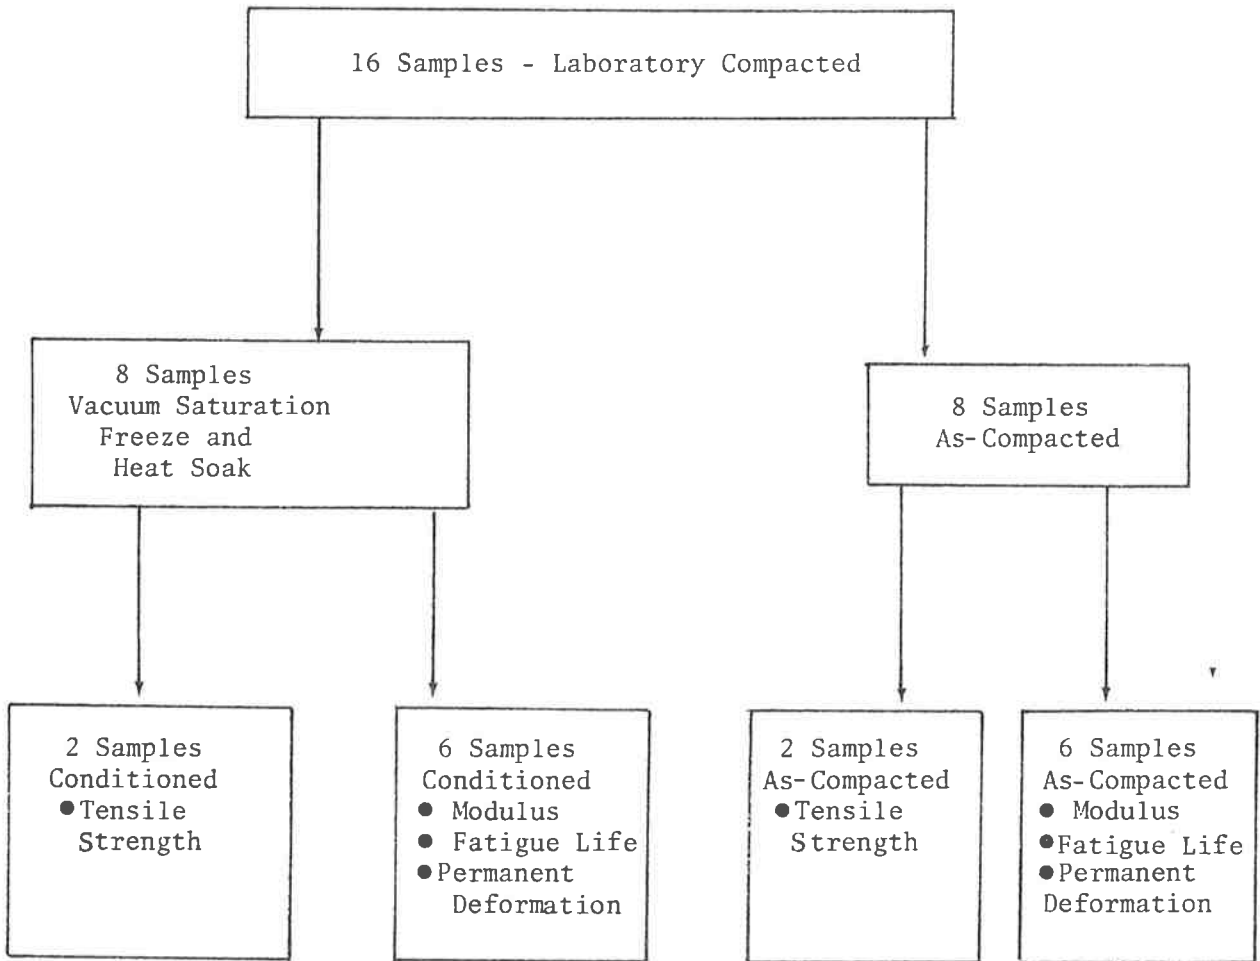 16 Samples - Laboratory Compacted
8 Samples
Vacuum Saturation
Freeze and
Heat Soak
8 Samples
As-Compacted
2 Samples
Conditioned
●Tensile
Strength
6 Samples
Conditioned
● Modulus
● Fatigue Life
●Permanent
Deformation
2 Samples
As-Compacted
●Tensile
Strength
6 Samples
As-Compacted
● Modulus
●Fatigue Life
●Permanent
Deformation